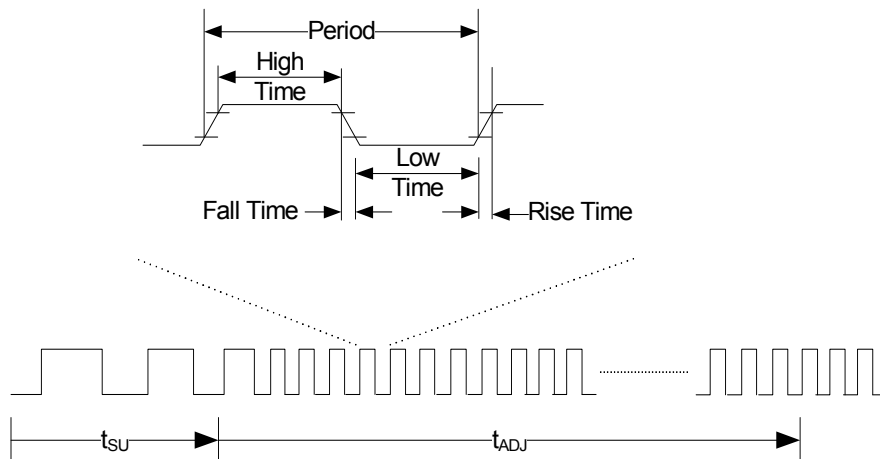 Period
High
Time
Low
Time
Fall Time
Rise Time
tSU
tADJ